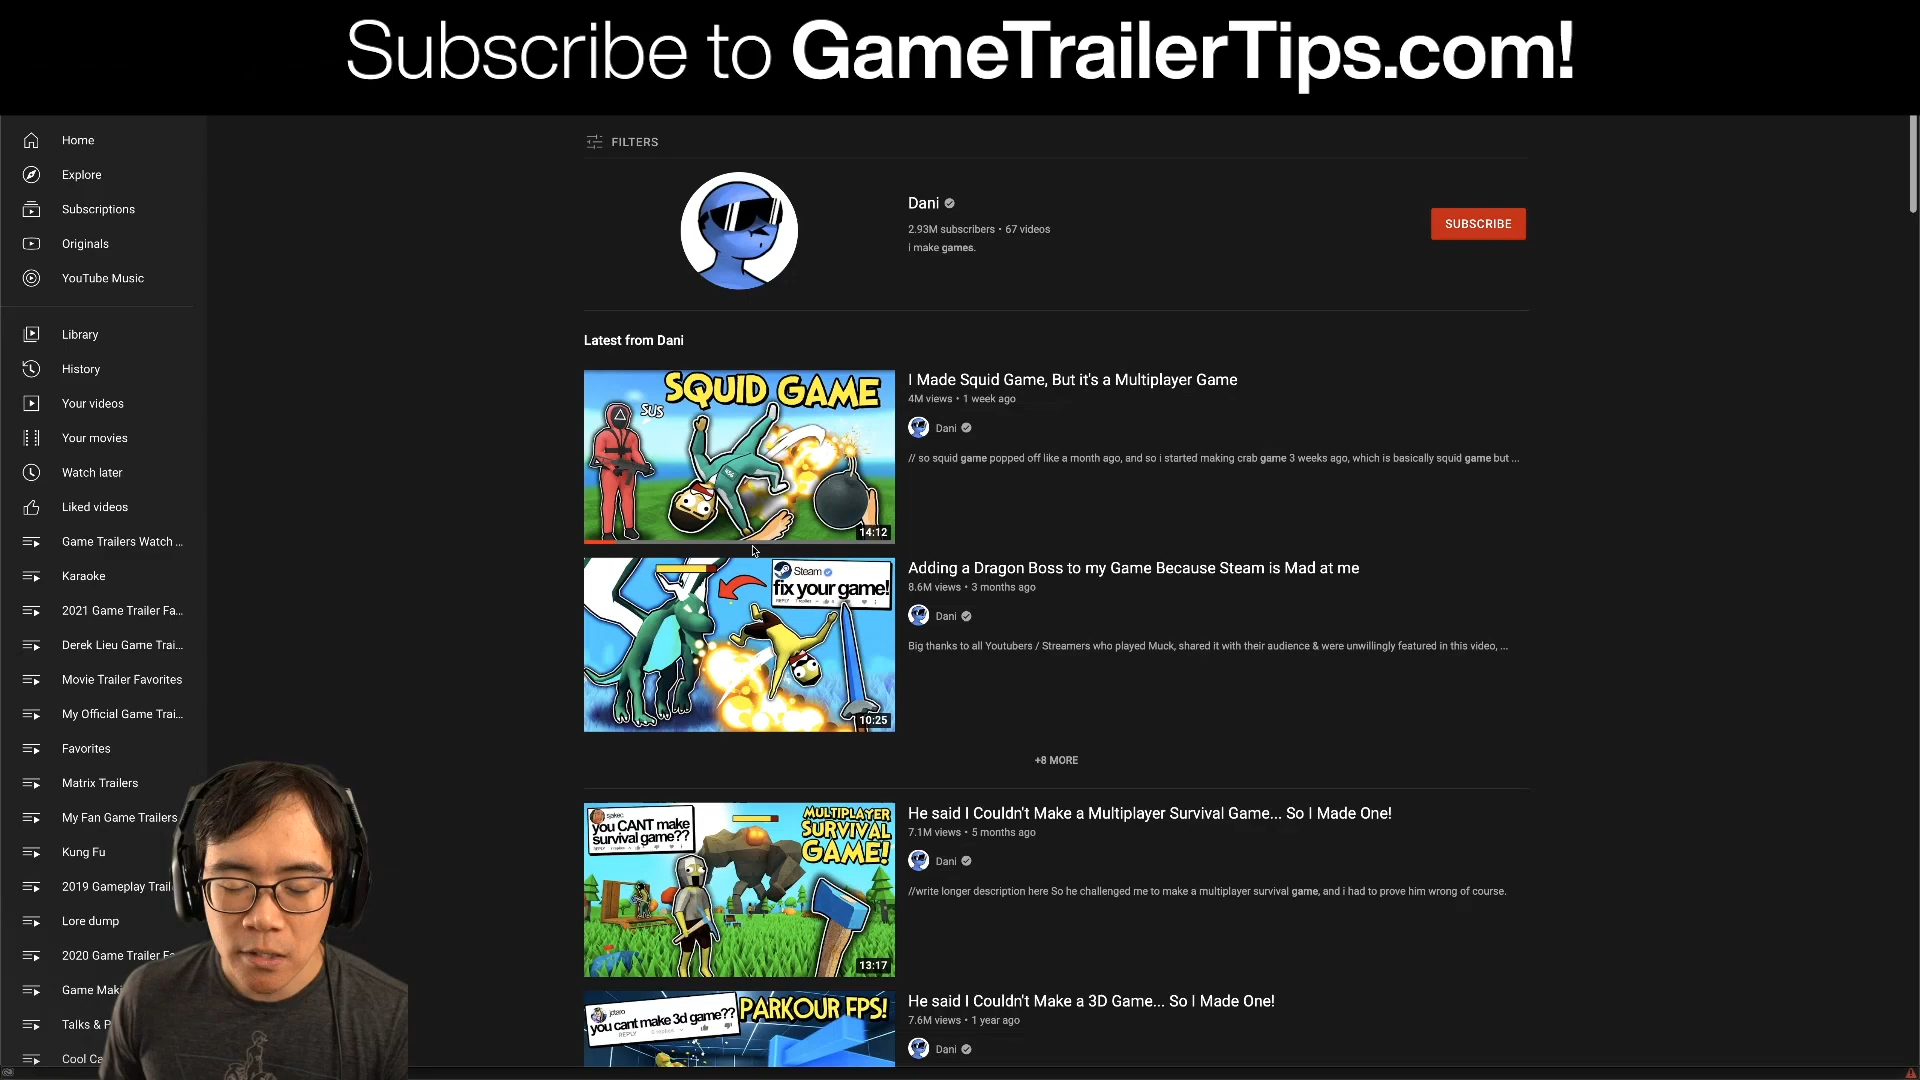 Subscribe to GameTrailerTips.com!
Home
Explore
Subscriptions
Originals
YouTube Music
Library
History
Your videos
Your movies
Watch later
Liked videos
Game Trailers Watch ...
Karaoke
2021 Game Trailer Fa...
Derek Lieu Game Trai...
Movie Trailer Favorites
My Official Game Trai...
Favorites
Matrix Trailers
My Fan Game Trailers
Kung Fu
2019 Gameplay Trail
Lore dump
2020 Game Trailer Fa
Game Maki
Talks & P
Cool Ca
FILTERS
Dani
2.93M subscribers • 67 videos
i make games.
SUBSCRIBE
Latest from Dani
SQUID GAME
SUS
14:12
I Made Squid Game, But it's a Multiplayer Game
4M views • 1 week ago
Dani
// so squid game popped off like a month ago, and so i started making crab game 3 weeks ago, which is basically squid game but ...
Steam
fix your game!
REPLY
10:25
Adding a Dragon Boss to my Game Because Steam is Mad at me
8.6M views • 3 months ago
Dani
Big thanks to all Youtubers / Streamers who played Muck, shared it with their audience & were unwillingly featured in this video, ...
+8 MORE
you CANT make
survival game??
REPLY
MULTIPLAYER
SURVIVAL
GAME!
13:17
He said I Couldn't Make a Multiplayer Survival Game... So I Made One!
7.1M views • 5 months ago
Dani
//write longer description here So he challenged me to make a multiplayer survival game, and i had to prove him wrong of course.
you cant make 3d game??
REPLY
PARKOUR FPS!
He said I Couldn't Make a 3D Game... So I Made One!
7.6M views • 1 year ago
Dani